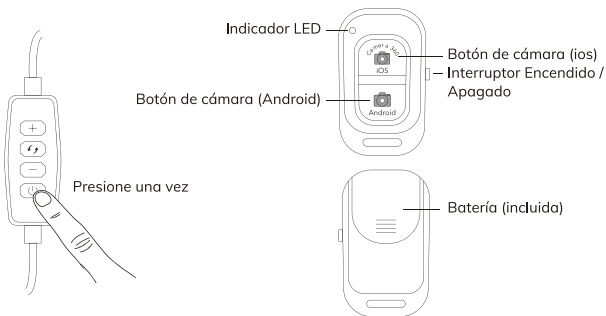 Indicador LED
Camera 360°
iOS
Botón de cámara (ios)
Interruptor Encendido /
Apagado
Botón de cámara (Android)
Android
Presione una vez
Batería (incluida)